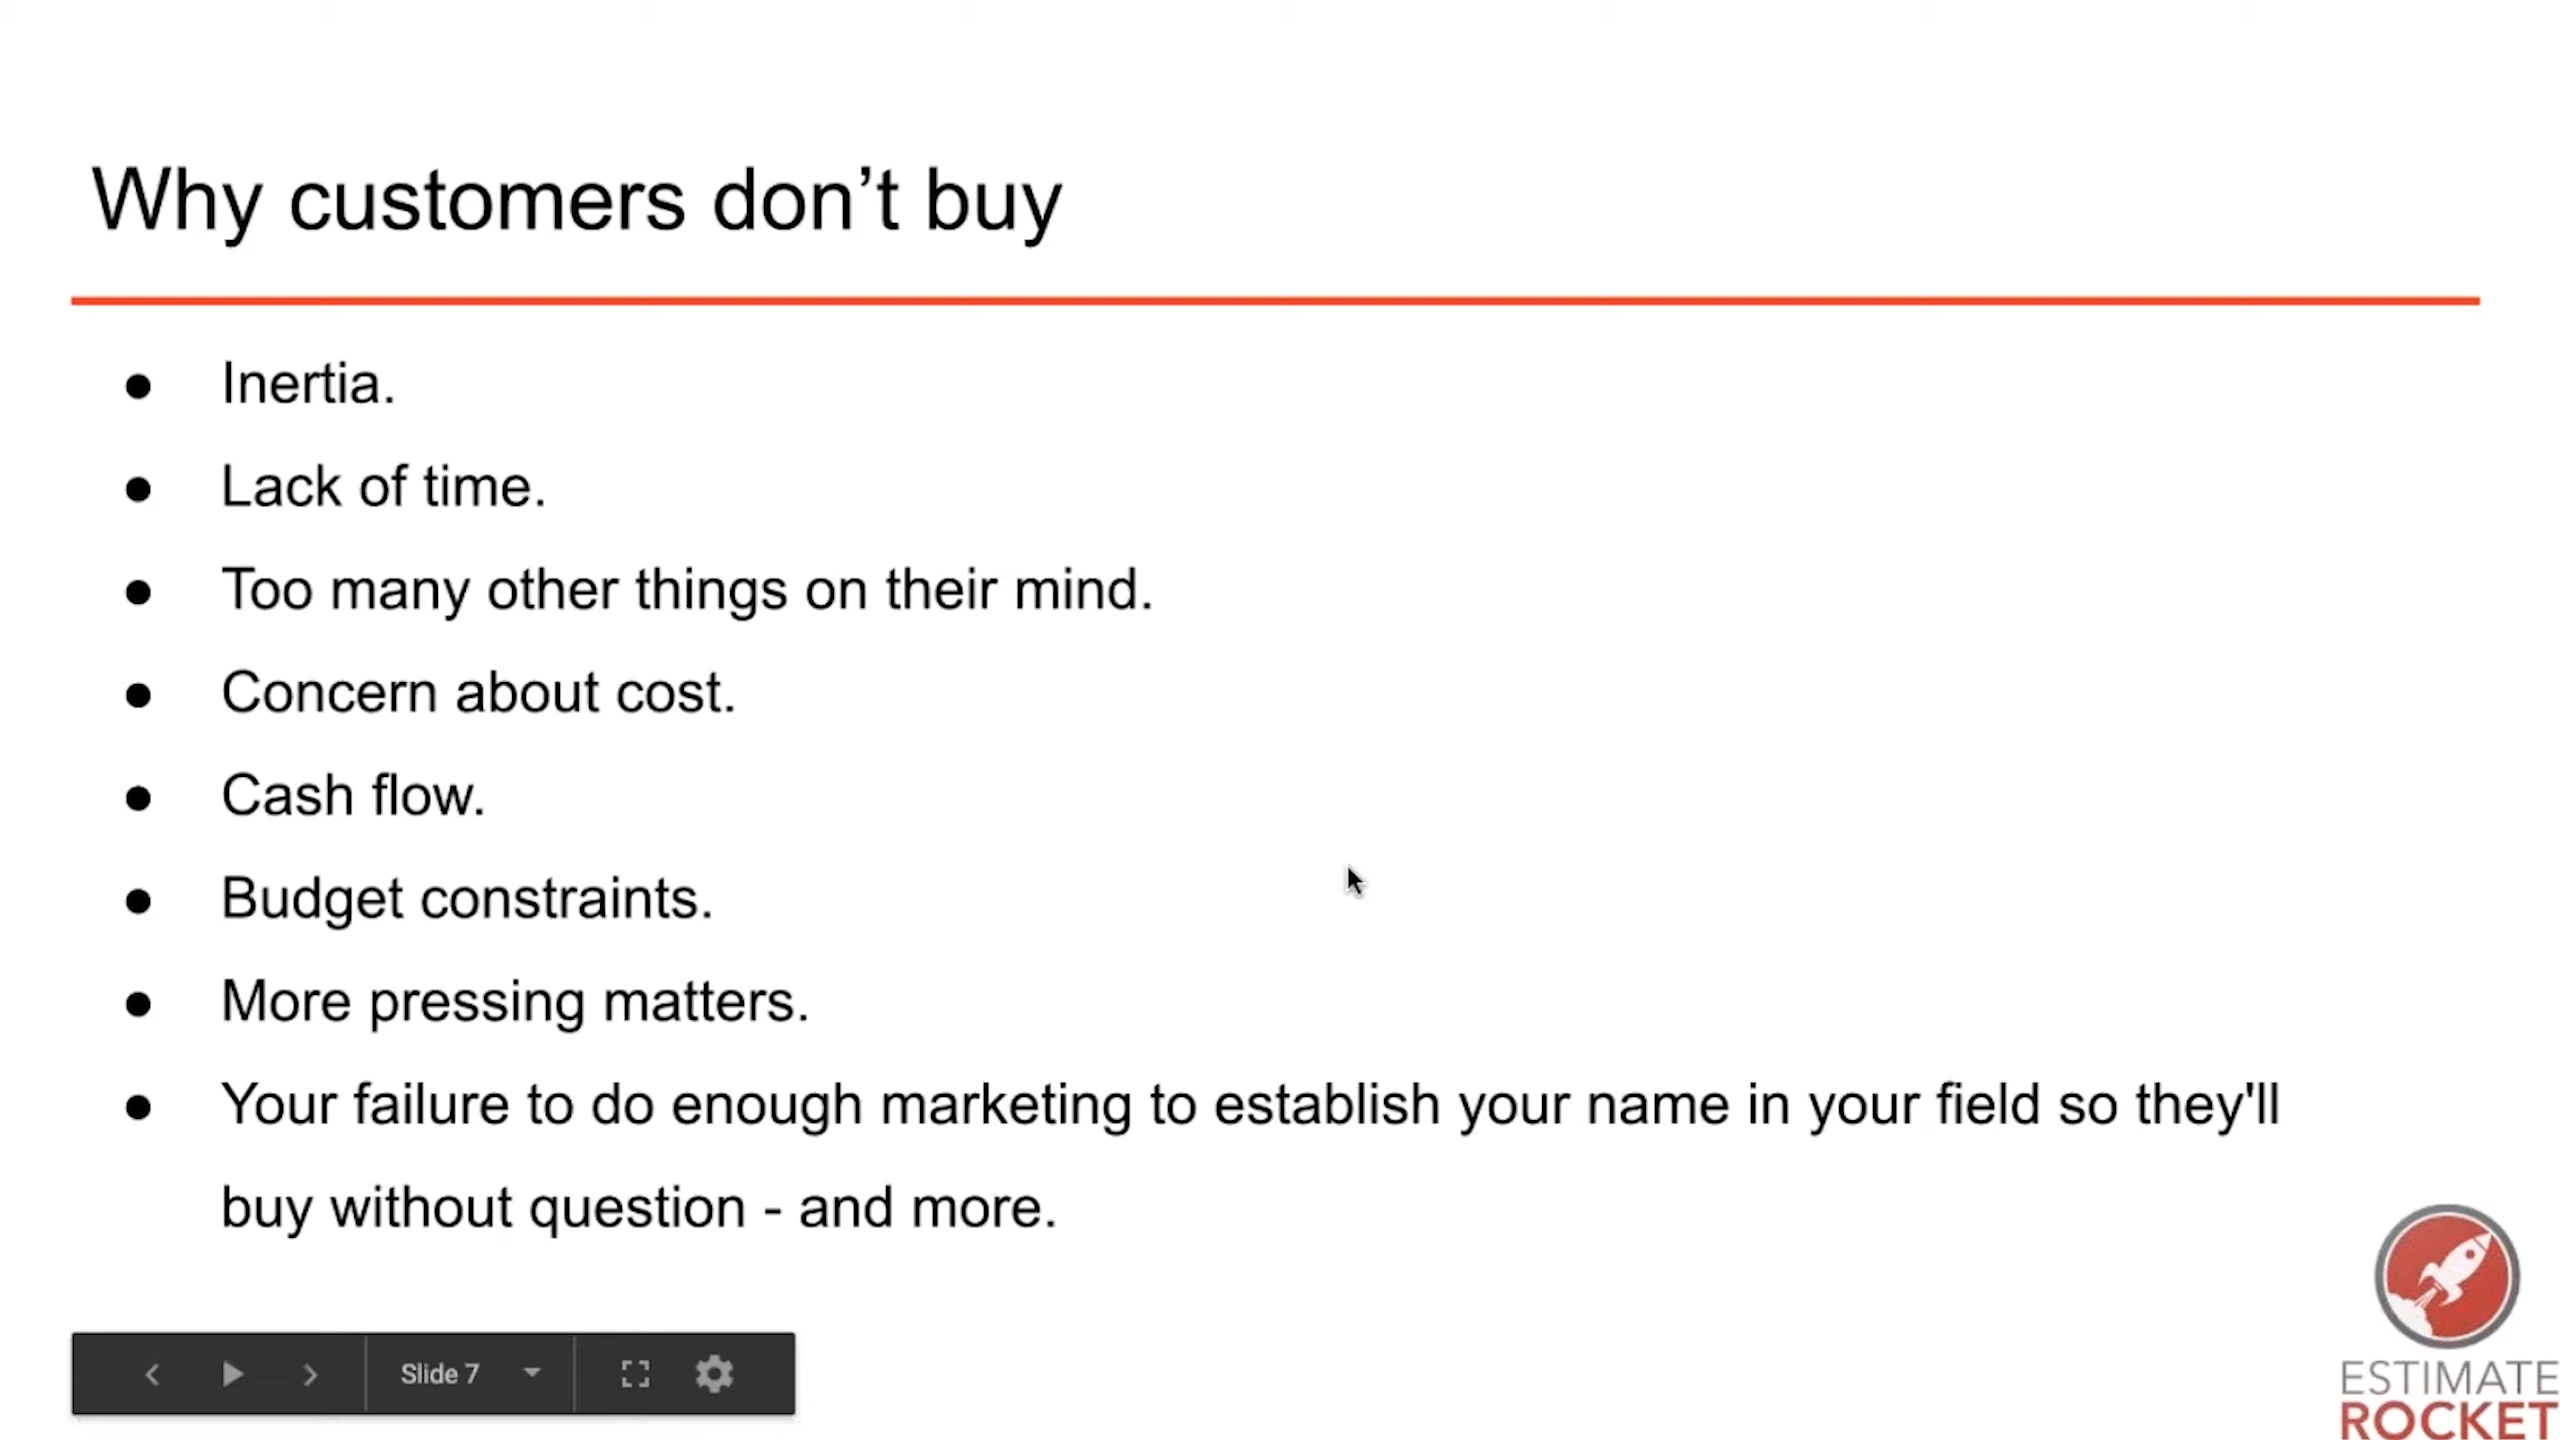 Why customers don’t buy
● Inertia.
● Lack of time.
● Too many other things on their mind.
● Concern about cost.
● Cash flow.
● Budget constraints.
● More pressing matters.
● Your failure to do enough marketing to establish your name in your field so they'll
buy without question - and more.
Slide 7
ESTIMATE
ROCKET